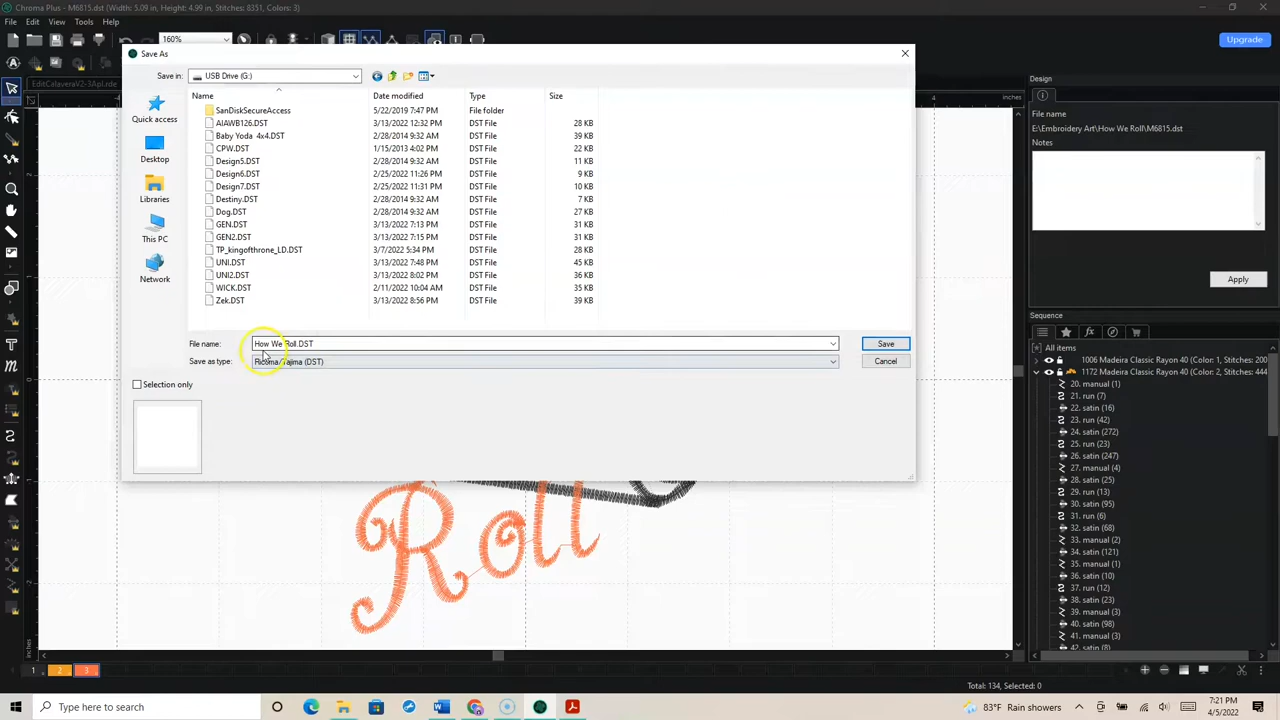 Chroma Plus - M6815.dst (Width: 5.09 in, Height: 4.99 in, Stitches: 8351, Colors: 3)
File Edit View Tools Help
160%
Upgrade
EditCalaveraV2-3Apl.rde
Save As
Save in: USB Drive (G:)
Name Date modified Type Size
SanDiskSecureAccess 5/22/2019 7:47 PM File folder
AIAWB126.DST 3/13/2022 12:32 PM DST File 28 KB
Baby Yoda 4x4.DST 2/28/2014 9:32 AM DST File 39 KB
CPW.DST 1/15/2013 4:02 PM DST File 22 KB
Design5.DST 2/28/2014 9:32 AM DST File 11 KB
Design6.DST 2/25/2022 11:26 PM DST File 9 KB
Design7.DST 2/25/2022 11:31 PM DST File 10 KB
Destiny.DST 2/28/2014 9:32 AM DST File 7 KB
Dog.DST 2/28/2014 9:32 AM DST File 27 KB
GEN.DST 3/13/2022 7:13 PM DST File 31 KB
GEN2.DST 3/13/2022 7:15 PM DST File 31 KB
TP_kingofthrone_LD.DST 3/7/2022 5:34 PM DST File 28 KB
UNI.DST 3/13/2022 7:48 PM DST File 45 KB
UNI2.DST 3/13/2022 8:02 PM DST File 36 KB
WICK.DST 2/11/2022 10:04 AM DST File 35 KB
Zek.DST 3/13/2022 8:56 PM DST File 39 KB
Quick access
Desktop
Libraries
This PC
Network
File name: How We Roll.DST Save
Save as type: Ricoma/Tajima (DST) Cancel
Selection only
inches
4
Roll
Design
File name
E:\Embroidery Art\How We Roll\M6815.dst
Notes
Apply
Sequence
All items
1006 Madeira Classic Rayon 40 (Color: 1, Stitches: 339
1172 Madeira Classic Rayon 40 (Color: 2, Stitches: 444
20. manual (1)
21. run (7)
22. satin (16)
23. run (42)
24. satin (272)
25. run (23)
26. satin (247)
27. manual (4)
28. satin (25)
29. run (13)
30. satin (95)
31. run (6)
32. satin (68)
33. manual (2)
34. satin (121)
35. manual (1)
36. satin (10)
37. run (12)
38. satin (23)
39. manual (3)
40. satin (98)
41. manual (3)
42. satin (8)
1 2 3
Total: 134, Selected: 0
Type here to search
83°F Rain showers
7:21 PM
4/5/2022